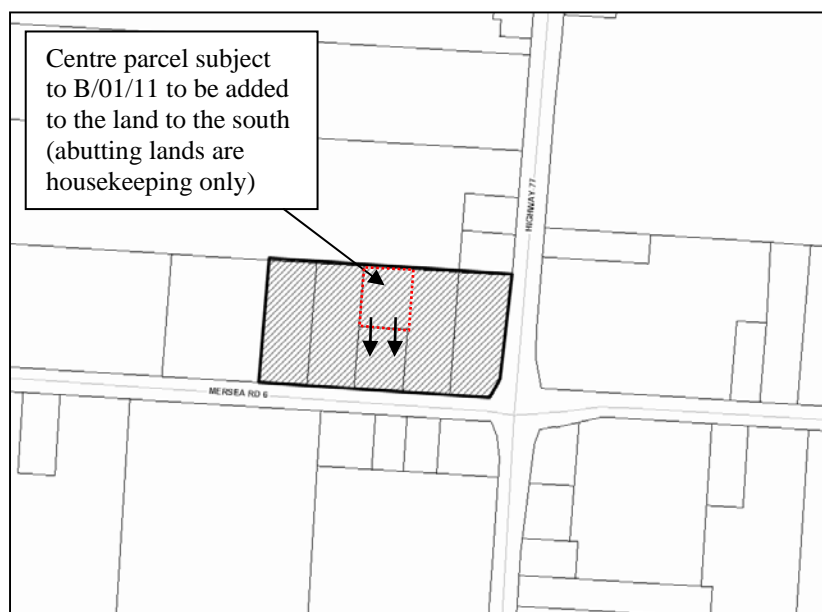 Centre parcel subject
to B/01/11 to be added
to the land to the south
(abutting lands are
housekeeping only)
HIGHWAY 77
MERSEA RD 6